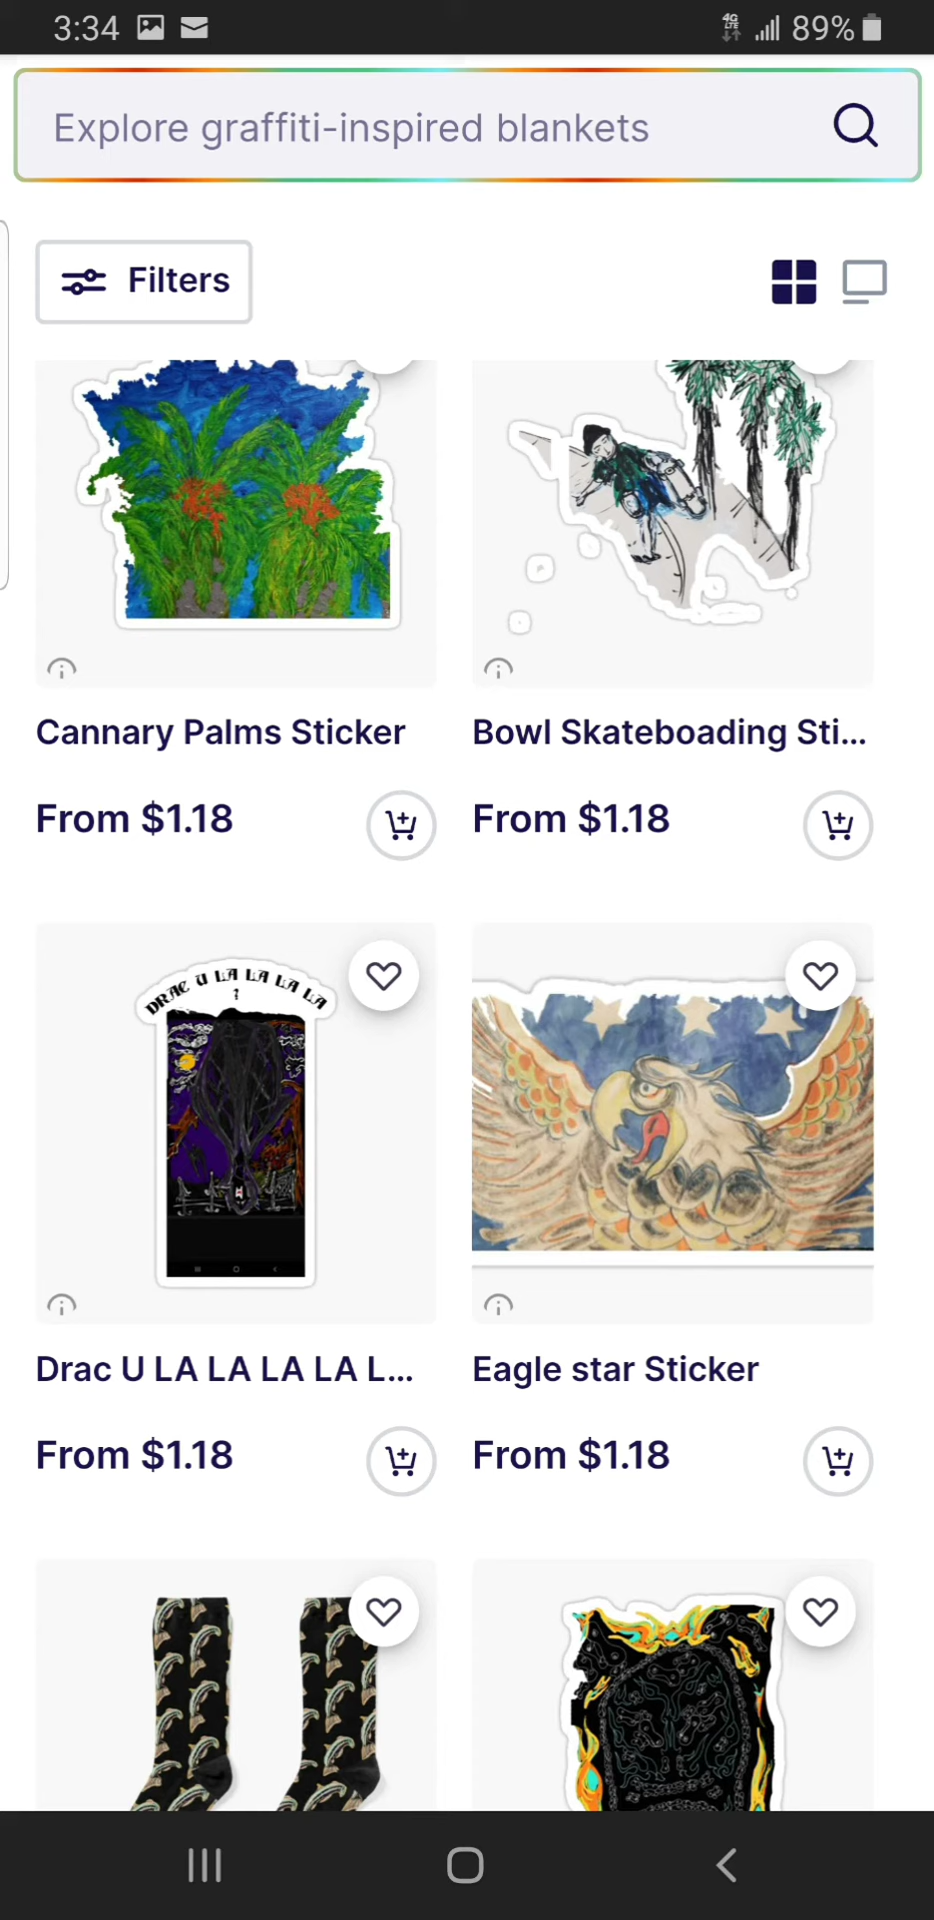 3:34
4G LTE
89%
Explore graffiti-inspired blankets
Filters
Cannary Palms Sticker
Bowl Skateboading Sti...
From $1.18
From $1.18
DRAC U LA LA LA LA
?
Drac U LA LA LA LA L...
Eagle star Sticker
From $1.18
From $1.18